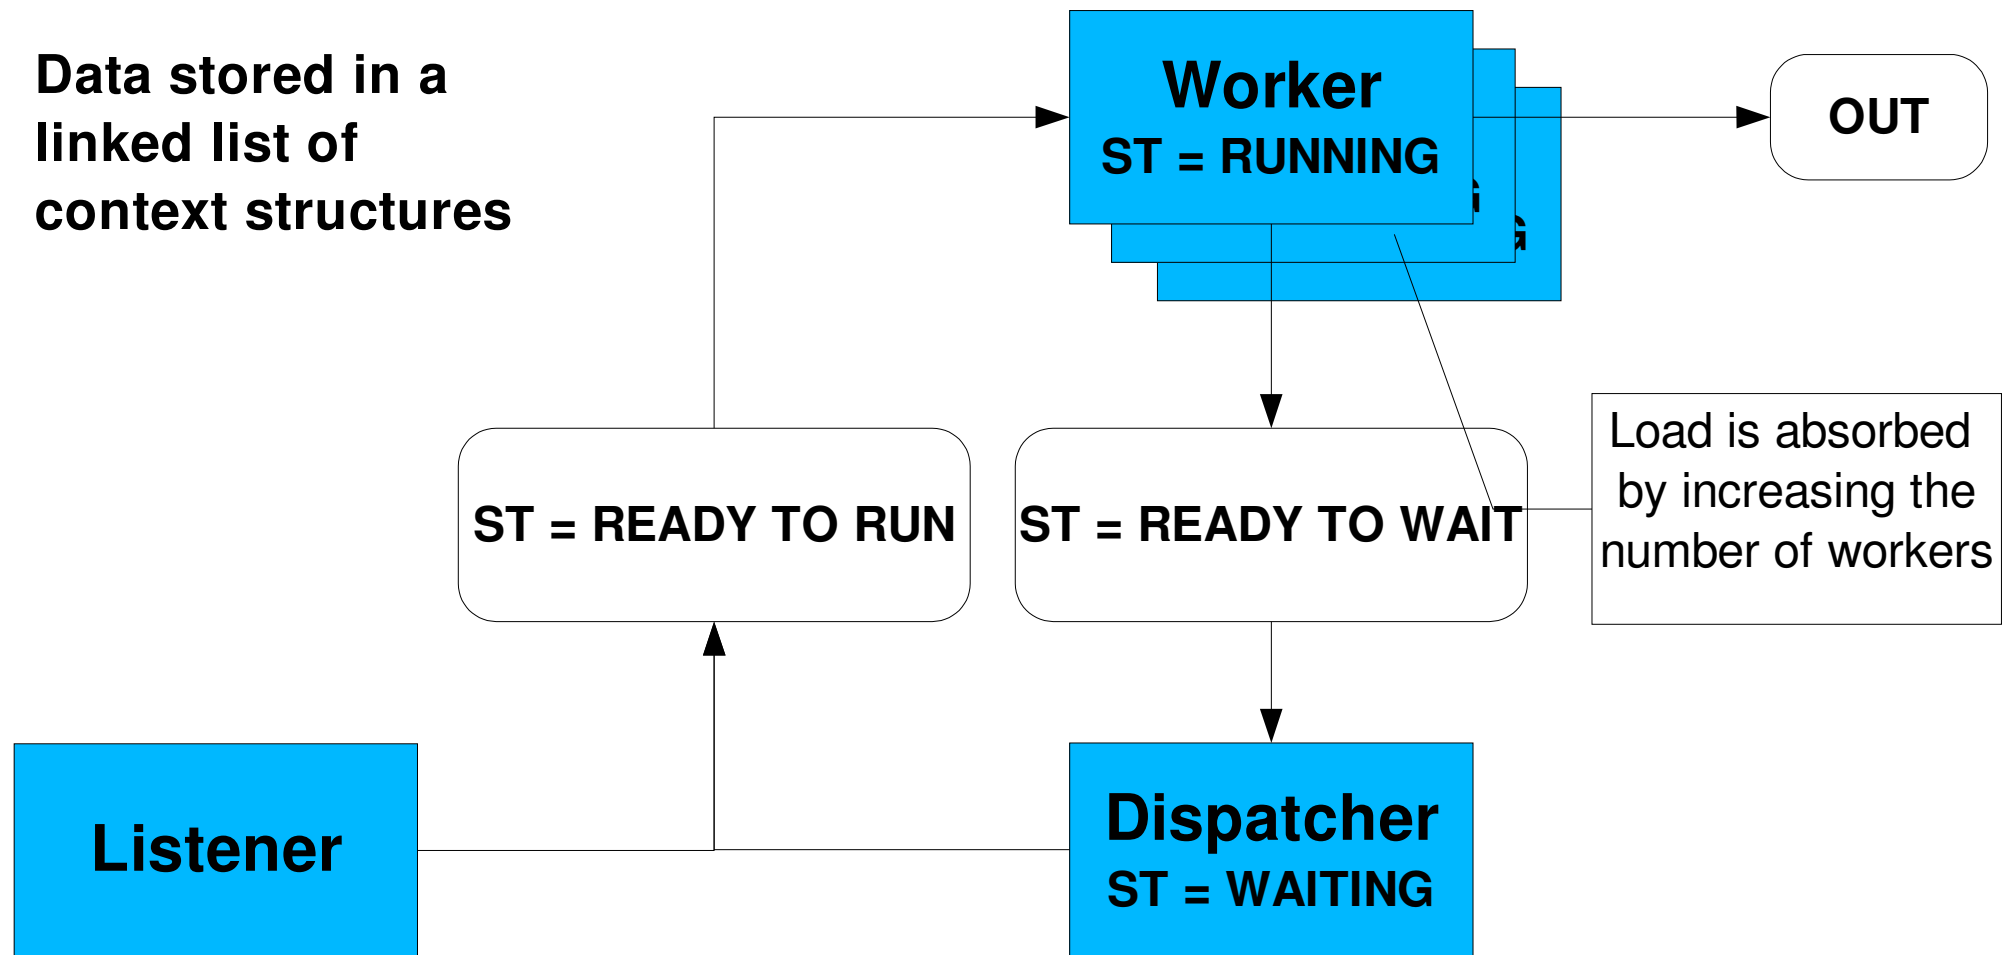 Data stored in a
linked list of
context structures
Worker
ST = RUNNING
G
G
OUT
ST = READY TO RUN
ST = READY TO WAIT
Load is absorbed
by increasing the
number of workers
Listener
Dispatcher
ST = WAITING